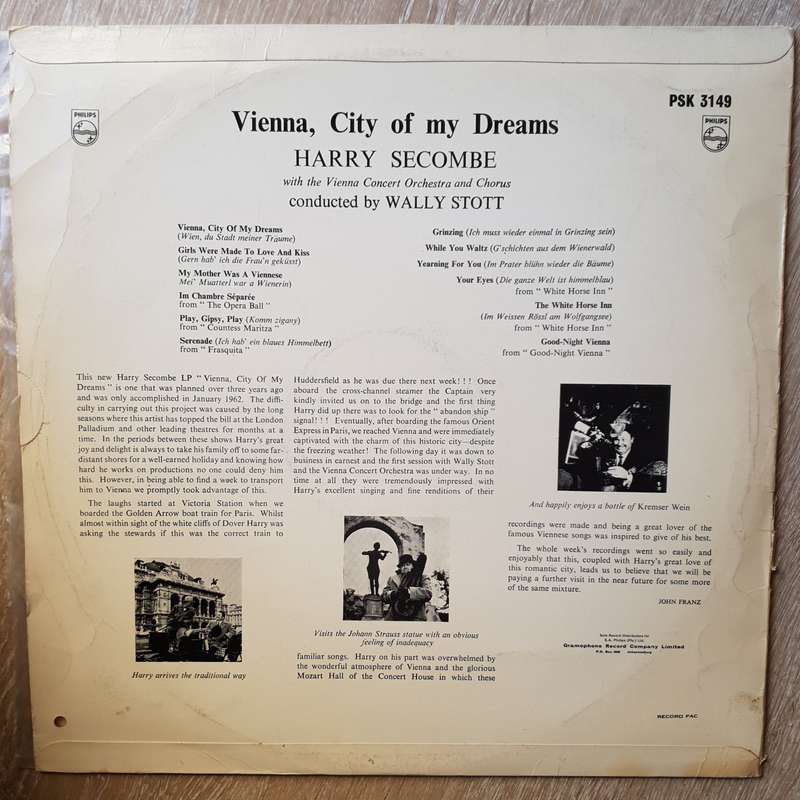 PHILIPS
PSK 3149
PHILIPS
Vienna, City of my Dreams
HARRY SECOMBE
with the Vienna Concert Orchestra and Chorus
conducted by WALLY STOTT
Vienna, City Of My Dreams
(Wien, du Stadt meiner Traume)
Girls Were Made To Love And Kiss
(Gern hab' ich die Frau'n geküsst)
My Mother Was A Viennese
Mei' Muatterl war a Wienerin)
Im Chambre Séparée
from "The Opera Ball"
Play, Gipsy, Play (Komm zigany)
from "Countess Maritza"
Serenade (Ich hab' ein blaues Himmelbett)
from "Frasquita"
Grinzing (Ich muss wieder einmal in Grinzing sein)
While You Waltz (G'schichten aus dem Wienerwald)
Yearning For You (Im Prater blühn wieder die Bäume)
Your Eyes (Die ganze Welt ist himmelblau)
from "White Horse Inn"
The White Horse Inn
(Im Weissen Rössl am Wolfgangsee)
from "White Horse Inn"
Good-Night Vienna
from "Good-Night Vienna"
This new Harry Secombe LP "Vienna, City Of My
Dreams" is one that was planned over three years ago
and was only accomplished in January 1962. The diffi-
culty in carrying out this project was caused by the long
seasons where this artist has topped the bill at the London
Palladium and other leading theatres for months at a
time. In the periods between these shows Harry's great
joy and delight is always to take his family off to some far-
distant shores for a well-earned holiday and knowing how
hard he works on productions no one could deny him
this. However, in being able to find a week to transport
him to Vienna we promptly took advantage of this.
The laughs started at Victoria Station when we
boarded the Golden Arrow boat train for Paris. Whilst
almost within sight of the white cliffs of Dover Harry was
asking the stewards if this was the correct train to
Harry arrives the traditional way
Huddersfield as he was due there next week!!! Once
aboard the cross-channel steamer the Captain very
kindly invited us on to the bridge and the first thing
Harry did up there was to look for the "abandon ship"
signal!!! Eventually, after boarding the famous Orient
Express in Paris, we reached Vienna and were immediately
captivated with the charm of this historic city—despite
the freezing weather! The following day it was down to
business in earnest and the first session with Wally Stott
and the Vienna Concert Orchestra was under way. In no
time at all they were tremendously impressed with
Harry's excellent singing and fine renditions of their
Visits the Johann Strauss statue with an obvious
feeling of inadequacy
familiar songs. Harry on his part was overwhelmed by
the wonderful atmosphere of Vienna and the glorious
Mozart Hall of the Concert House in which these
And happily enjoys a bottle of Kremser Wein
recordings were made and being a great lover of the
famous Viennese songs was inspired to give of his best.
The whole week's recordings went so easily and
enjoyably that this, coupled with Harry's great love of
this romantic city, leads us to believe that we will be
paying a further visit in the near future for some more
of the same mixture.
JOHN FRANZ
Sole Record Distributors for
S.A. Philips (Pty.) Ltd.
Gramophone Record Company Limited
P.O. Box
RECORD PAC